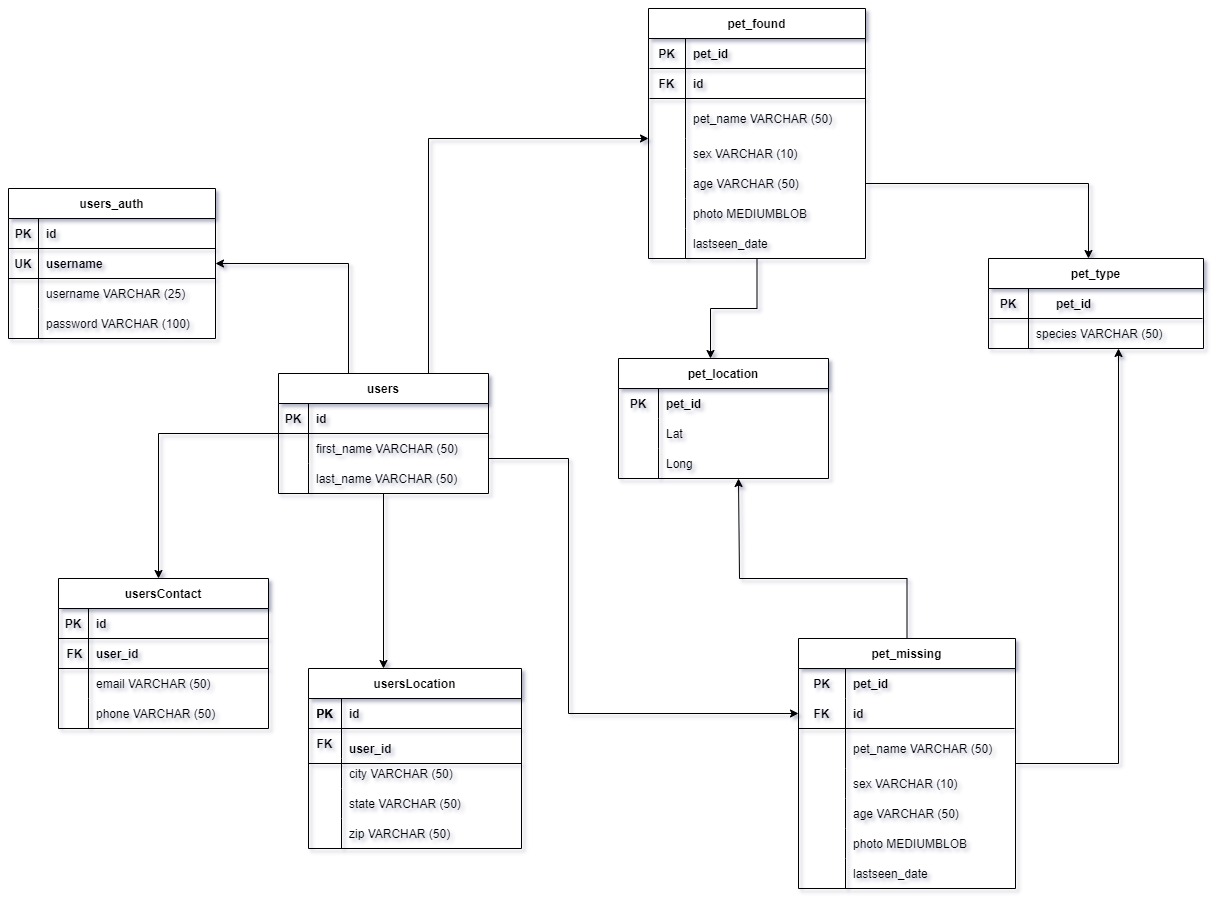 pet_found
PK pet_id
FK id
pet_name VARCHAR (50)
sex VARCHAR (10)
age VARCHAR (50)
photo MEDIUMBLOB
lastseen_date
users_auth
PK id
UK username
username VARCHAR (25)
password VARCHAR (100)
pet_type
PK pet_id
species VARCHAR (50)
users
PK id
first_name VARCHAR (50)
last_name VARCHAR (50)
pet_location
PK pet_id
Lat
Long
usersContact
PK id
FK user_id
email VARCHAR (50)
phone VARCHAR (50)
usersLocation
PK id
FK user_id
city VARCHAR (50)
state VARCHAR (50)
zip VARCHAR (50)
pet_missing
PK pet_id
FK id
pet_name VARCHAR (50)
sex VARCHAR (10)
age VARCHAR (50)
photo MEDIUMBLOB
lastseen_date